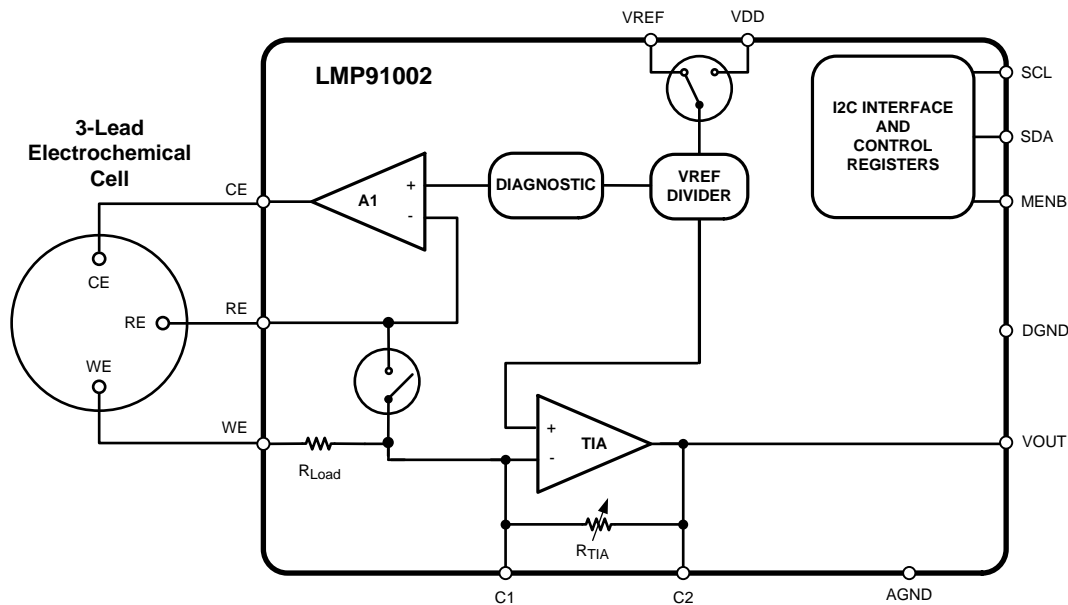 VREF
VDD
LMP91002
SCL
I2C INTERFACE
AND
CONTROL
REGISTERS
SDA
MENB
3-Lead
Electrochemical
Cell
CE
A1
+
-
DIAGNOSTIC
VREF
DIVIDER
CE
RE
RE
DGND
WE
WE
RLoad
+
-
TIA
VOUT
RTIA
C1
C2
AGND